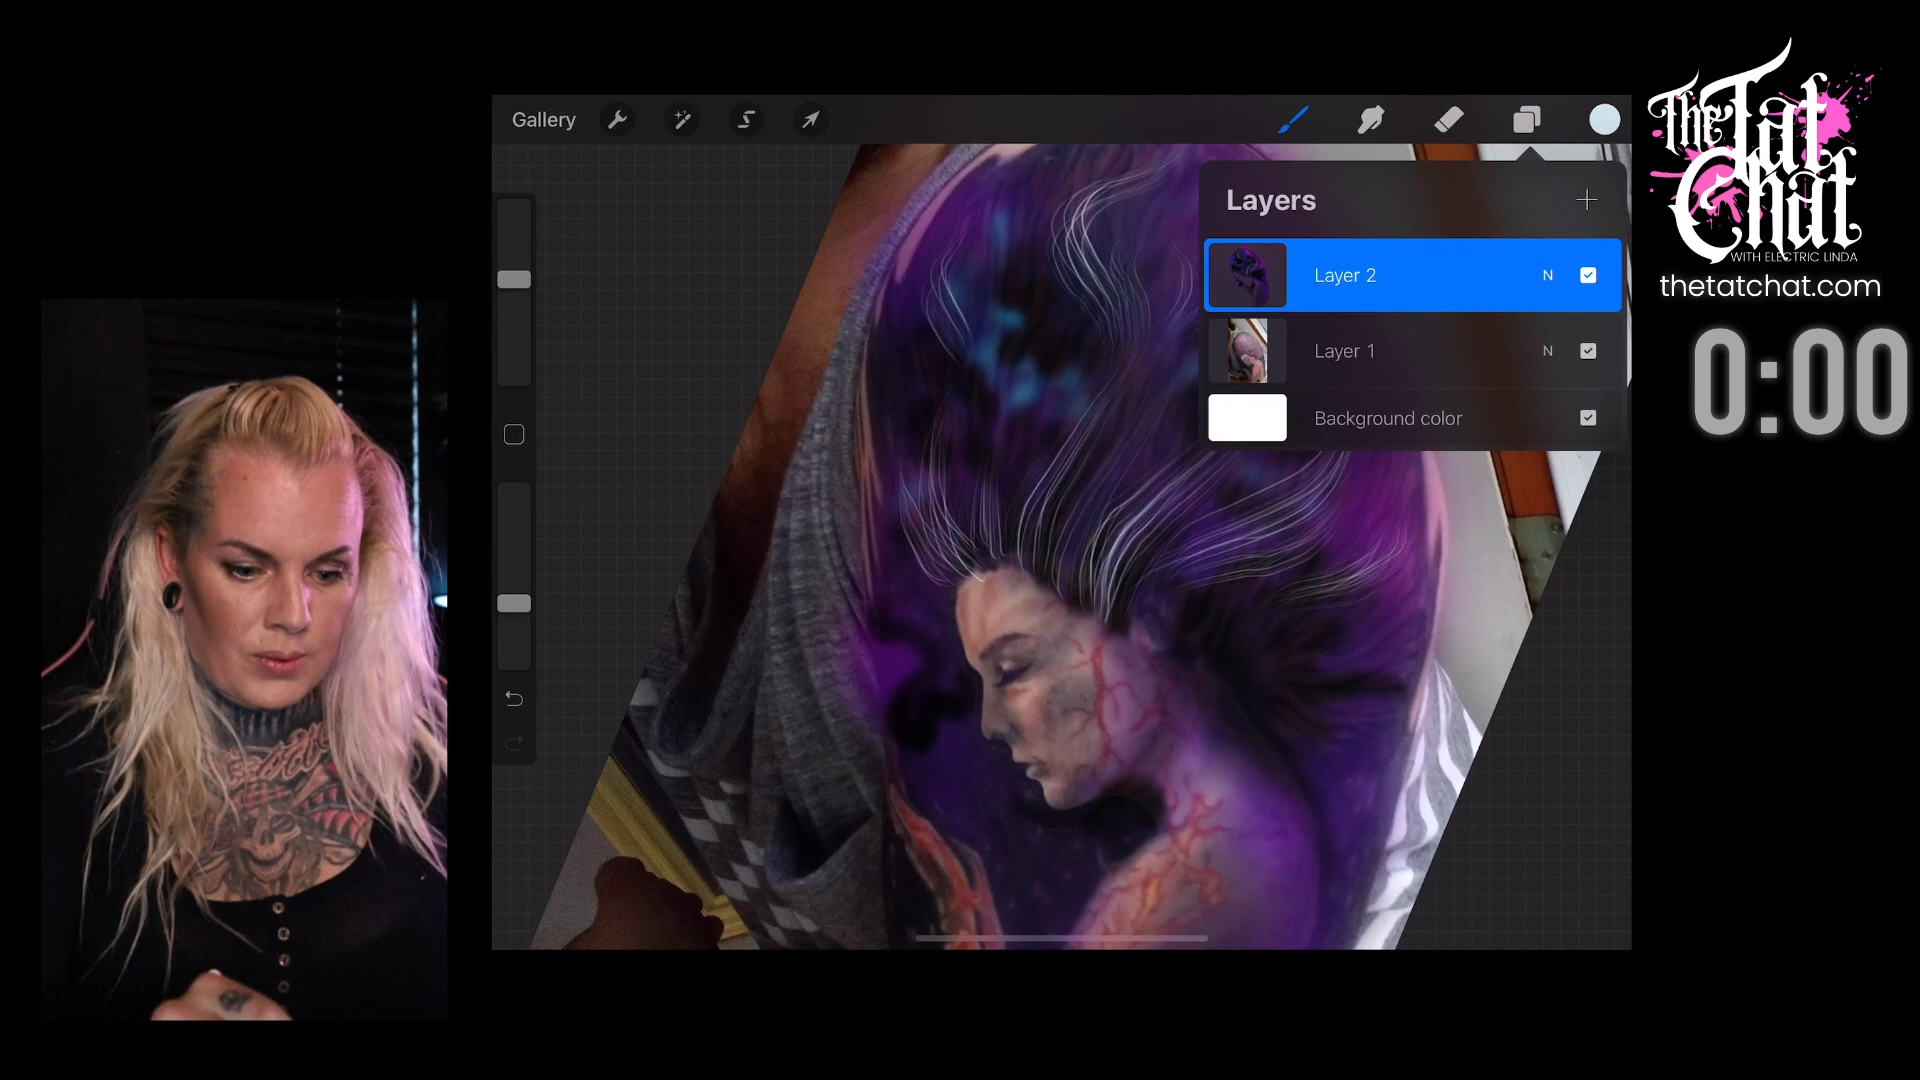 Gallery
Layers
Layer 2
N
Layer 1
N
Background color
The
Tat
Chat
WITH ELECTRIC LINDA
thetatchat.com
0:00